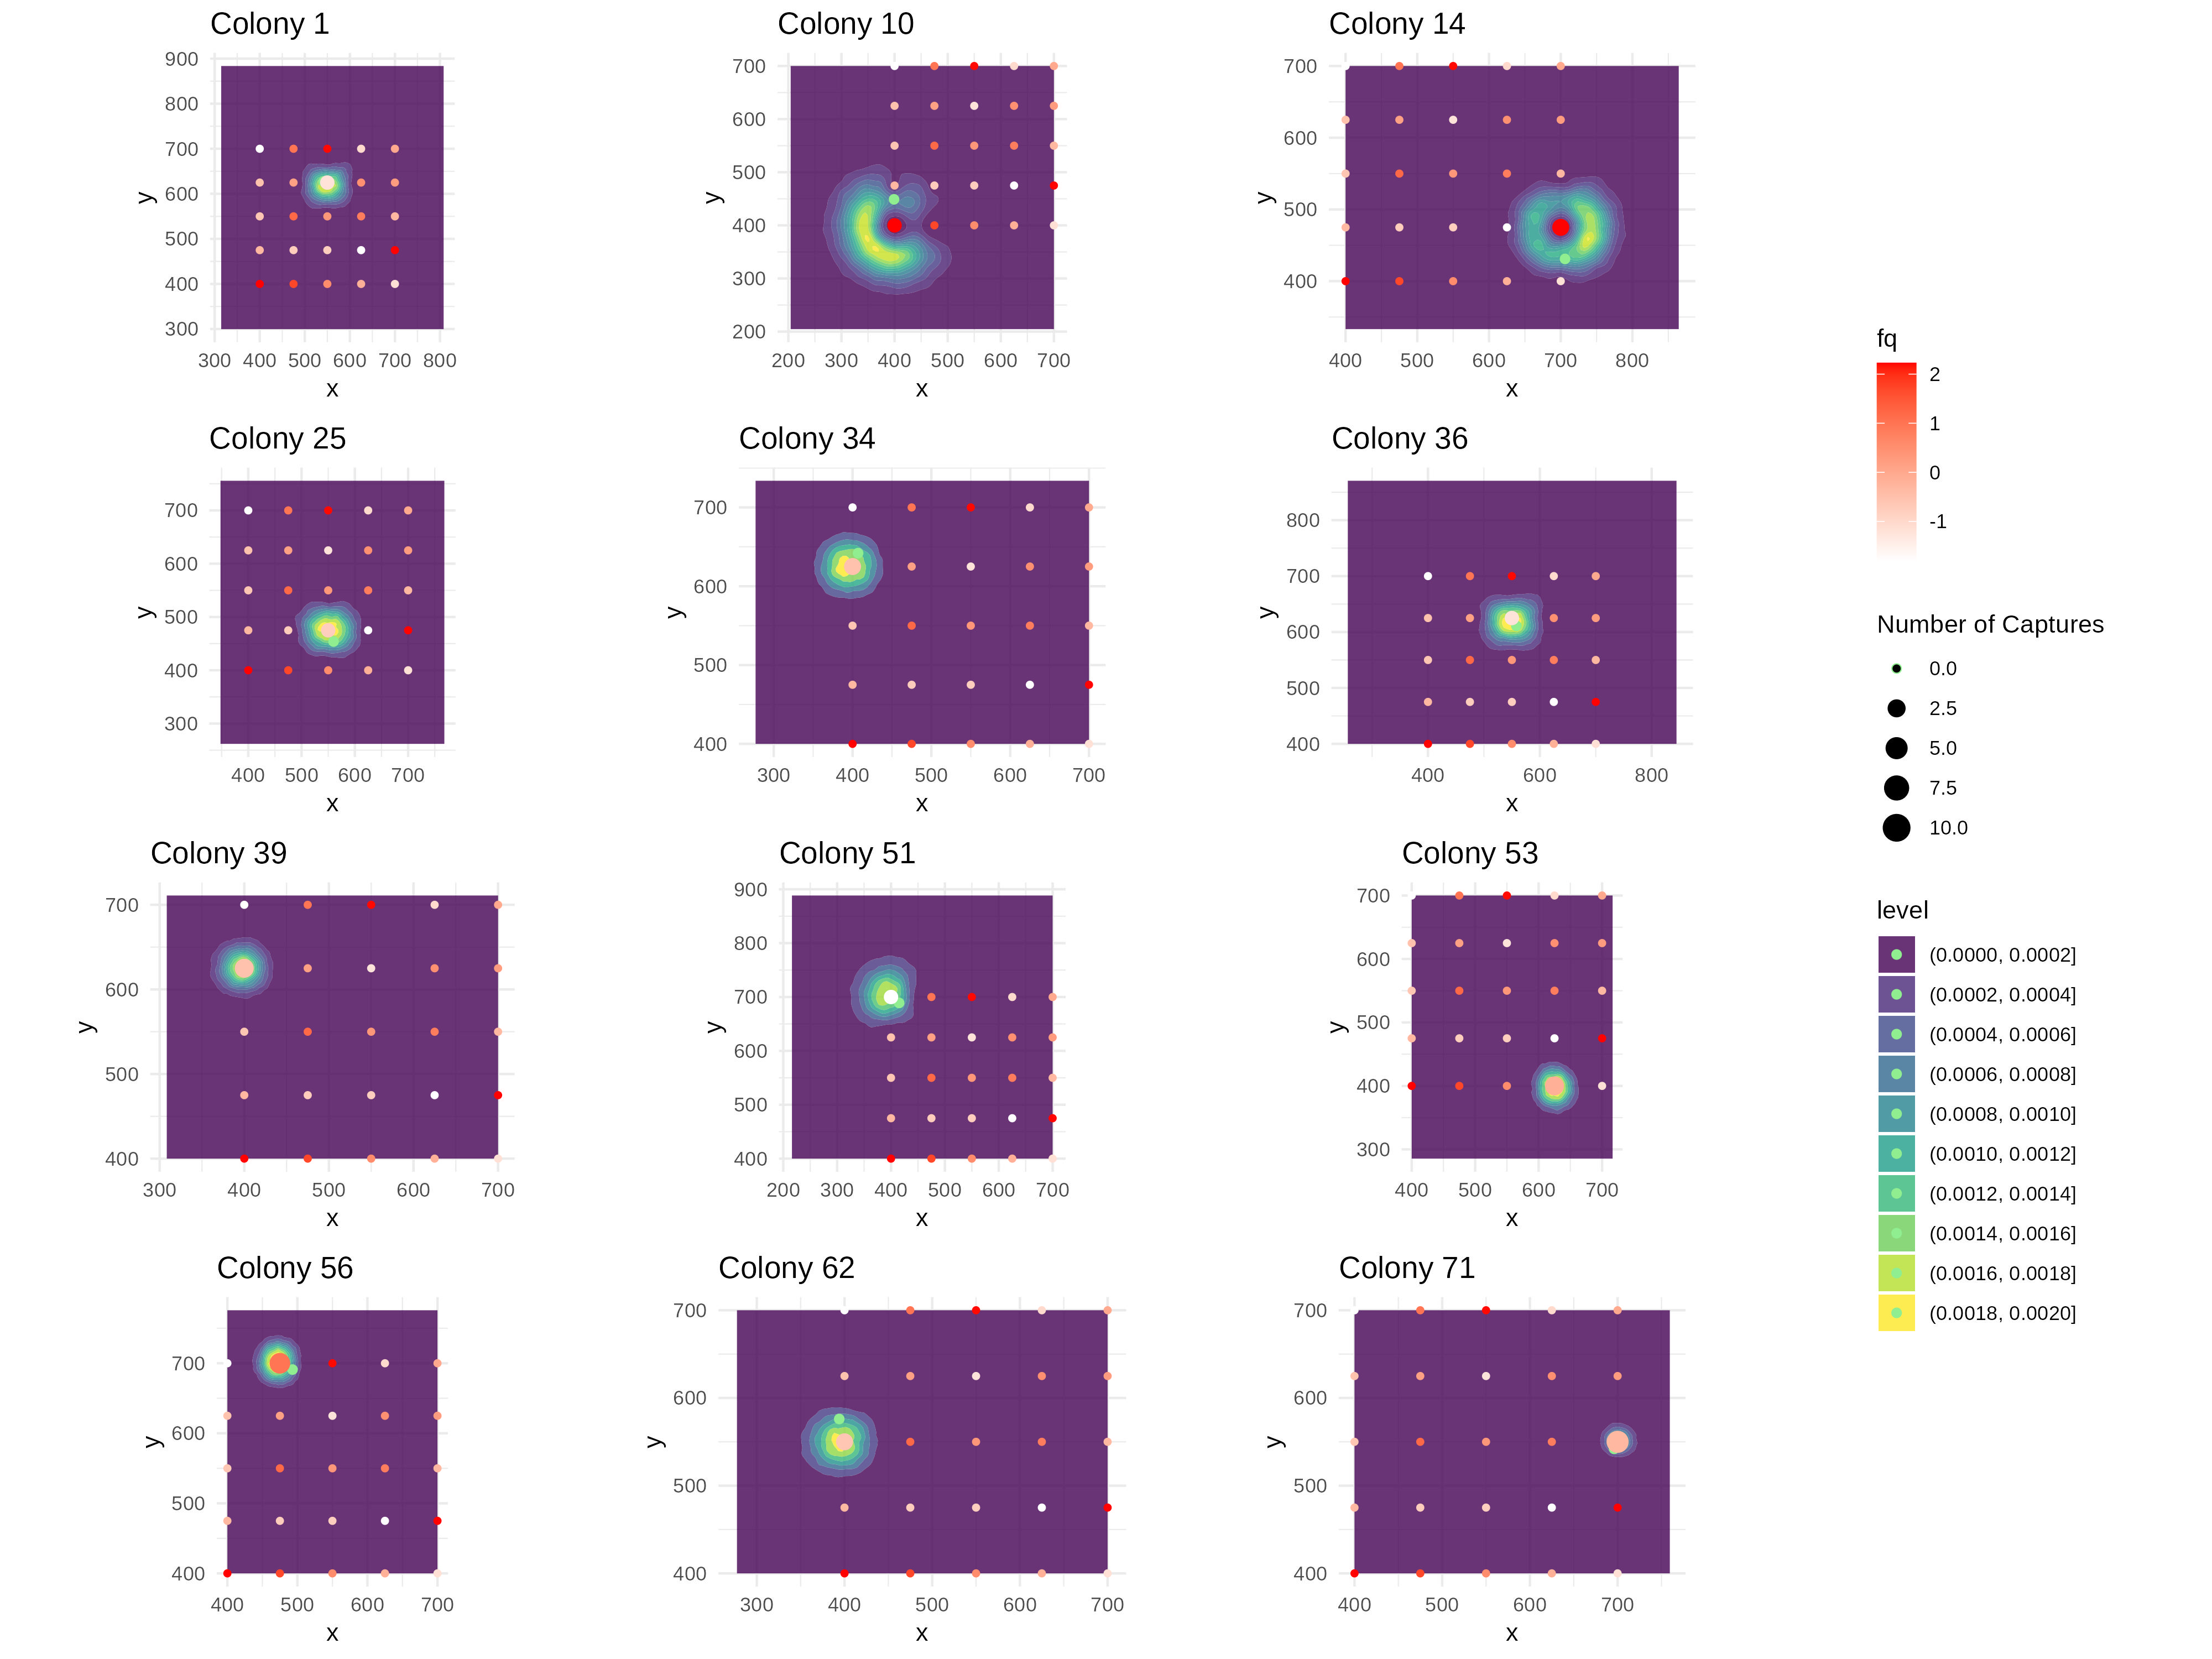 Colony 1
900
800
700
600
500
400
300
y
300 400 500 600 700 800
x
Colony 10
700
600
500
400
300
200
y
200 300 400 500 600 700
x
Colony 14
700
600
500
400
y
400 500 600 700 800
x
Colony 25
700
600
500
400
300
y
400 500 600 700
x
Colony 34
700
600
500
400
y
300 400 500 600 700
x
Colony 36
800
700
600
500
400
y
400 600 800
x
Colony 39
700
600
500
400
y
300 400 500 600 700
x
Colony 51
900
800
700
600
500
400
y
200 300 400 500 600 700
x
Colony 53
700
600
500
400
300
y
400 500 600 700
x
Colony 56
700
600
500
400
y
400 500 600 700
x
Colony 62
700
600
500
400
y
300 400 500 600 700
x
Colony 71
700
600
500
400
y
400 500 600 700
x
fq
2
1
0
-1
Number of Captures
0.0
2.5
5.0
7.5
10.0
level
(0.0000, 0.0002]
(0.0002, 0.0004]
(0.0004, 0.0006]
(0.0006, 0.0008]
(0.0008, 0.0010]
(0.0010, 0.0012]
(0.0012, 0.0014]
(0.0014, 0.0016]
(0.0016, 0.0018]
(0.0018, 0.0020]